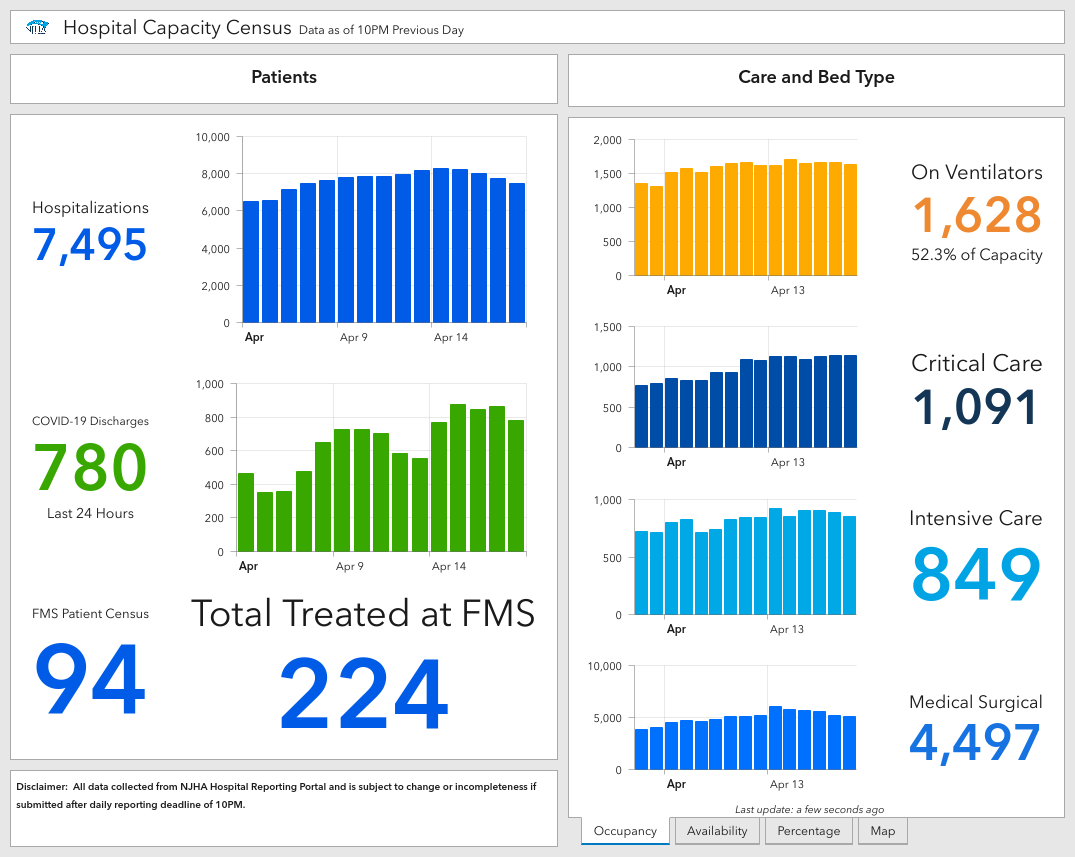 Hospital Capacity Census Data as of 10PM Previous Day
Patients
Hospitalizations
7,495
10,000
8,000
6,000
4,000
2,000
0
Apr
Apr 9
Apr 14
COVID-19 Discharges
780
Last 24 Hours
1,000
800
600
400
200
0
Apr
Apr 9
Apr 14
FMS Patient Census
94
Total Treated at FMS
224
Disclaimer: All data collected from NJHA Hospital Reporting Portal and is subject to change or incompleteness if
submitted after daily reporting deadline of 10PM.
Care and Bed Type
2,000
1,500
1,000
500
0
Apr
Apr 13
On Ventilators
1,628
52.3% of Capacity
1,500
1,000
500
0
Apr
Apr 13
Critical Care
1,091
1,000
500
0
Apr
Apr 13
Intensive Care
849
10,000
5,000
0
Apr
Apr 13
Medical Surgical
4,497
Last update: a few seconds ago
Occupancy
Availability
Percentage
Map